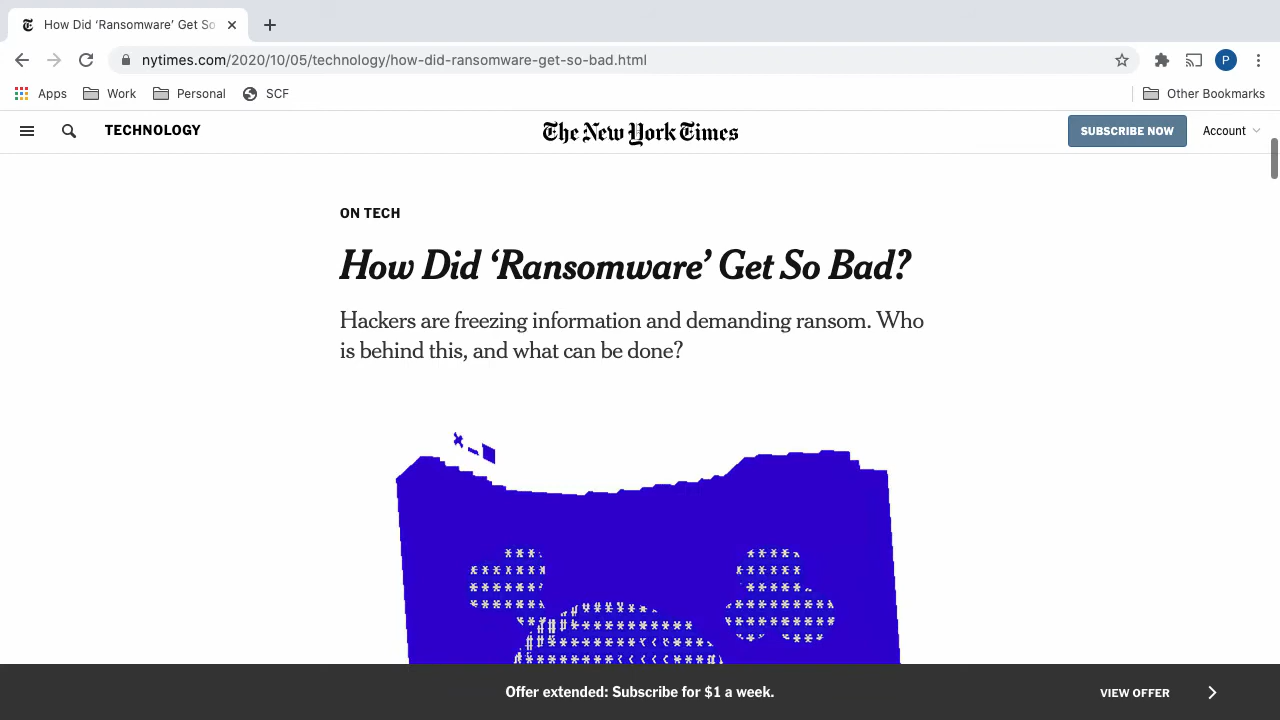 How Did ‘Ransomware’ Get So
nytimes.com/2020/10/05/technology/how-did-ransomware-get-so-bad.html
P
Apps Work Personal SCF Other Bookmarks
TECHNOLOGY The New York Times SUBSCRIBE NOW Account
ON TECH
How Did ‘Ransomware’ Get So Bad?
Hackers are freezing information and demanding ransom. Who
is behind this, and what can be done?
Offer extended: Subscribe for $1 a week. VIEW OFFER